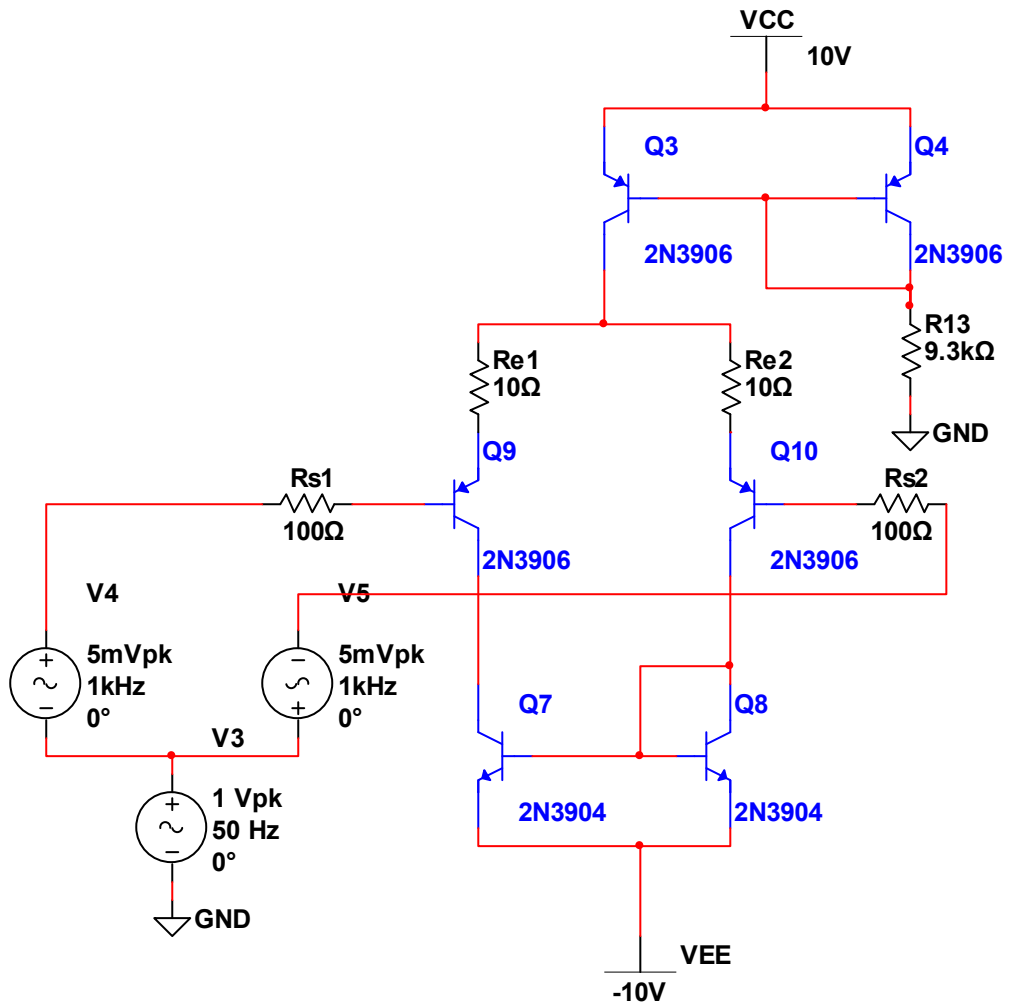 VCC
10V
Q3
Q4
2N3906
2N3906
R13
9.3kΩ
GND
Re1
10Ω
Re2
10Ω
Q9
Q10
Rs1
100Ω
Rs2
100Ω
2N3906
2N3906
V4
V5
5mVpk
1kHz
0°
5mVpk
1kHz
0°
Q7
Q8
V3
1 Vpk
50 Hz
0°
2N3904
2N3904
GND
VEE
-10V